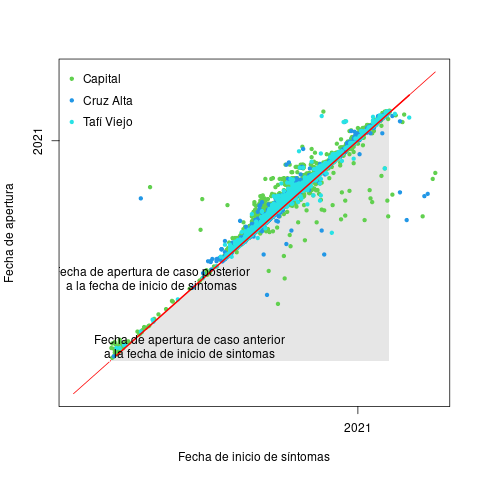 Capital
Cruz Alta
Tafí Viejo
2021
Fecha de apertura
echa de apertura de caso posterior
a la fecha de inicio de síntomas
Fecha de apertura de caso anterior
a la fecha de inicio de sintomas
2021
Fecha de inicio de síntomas